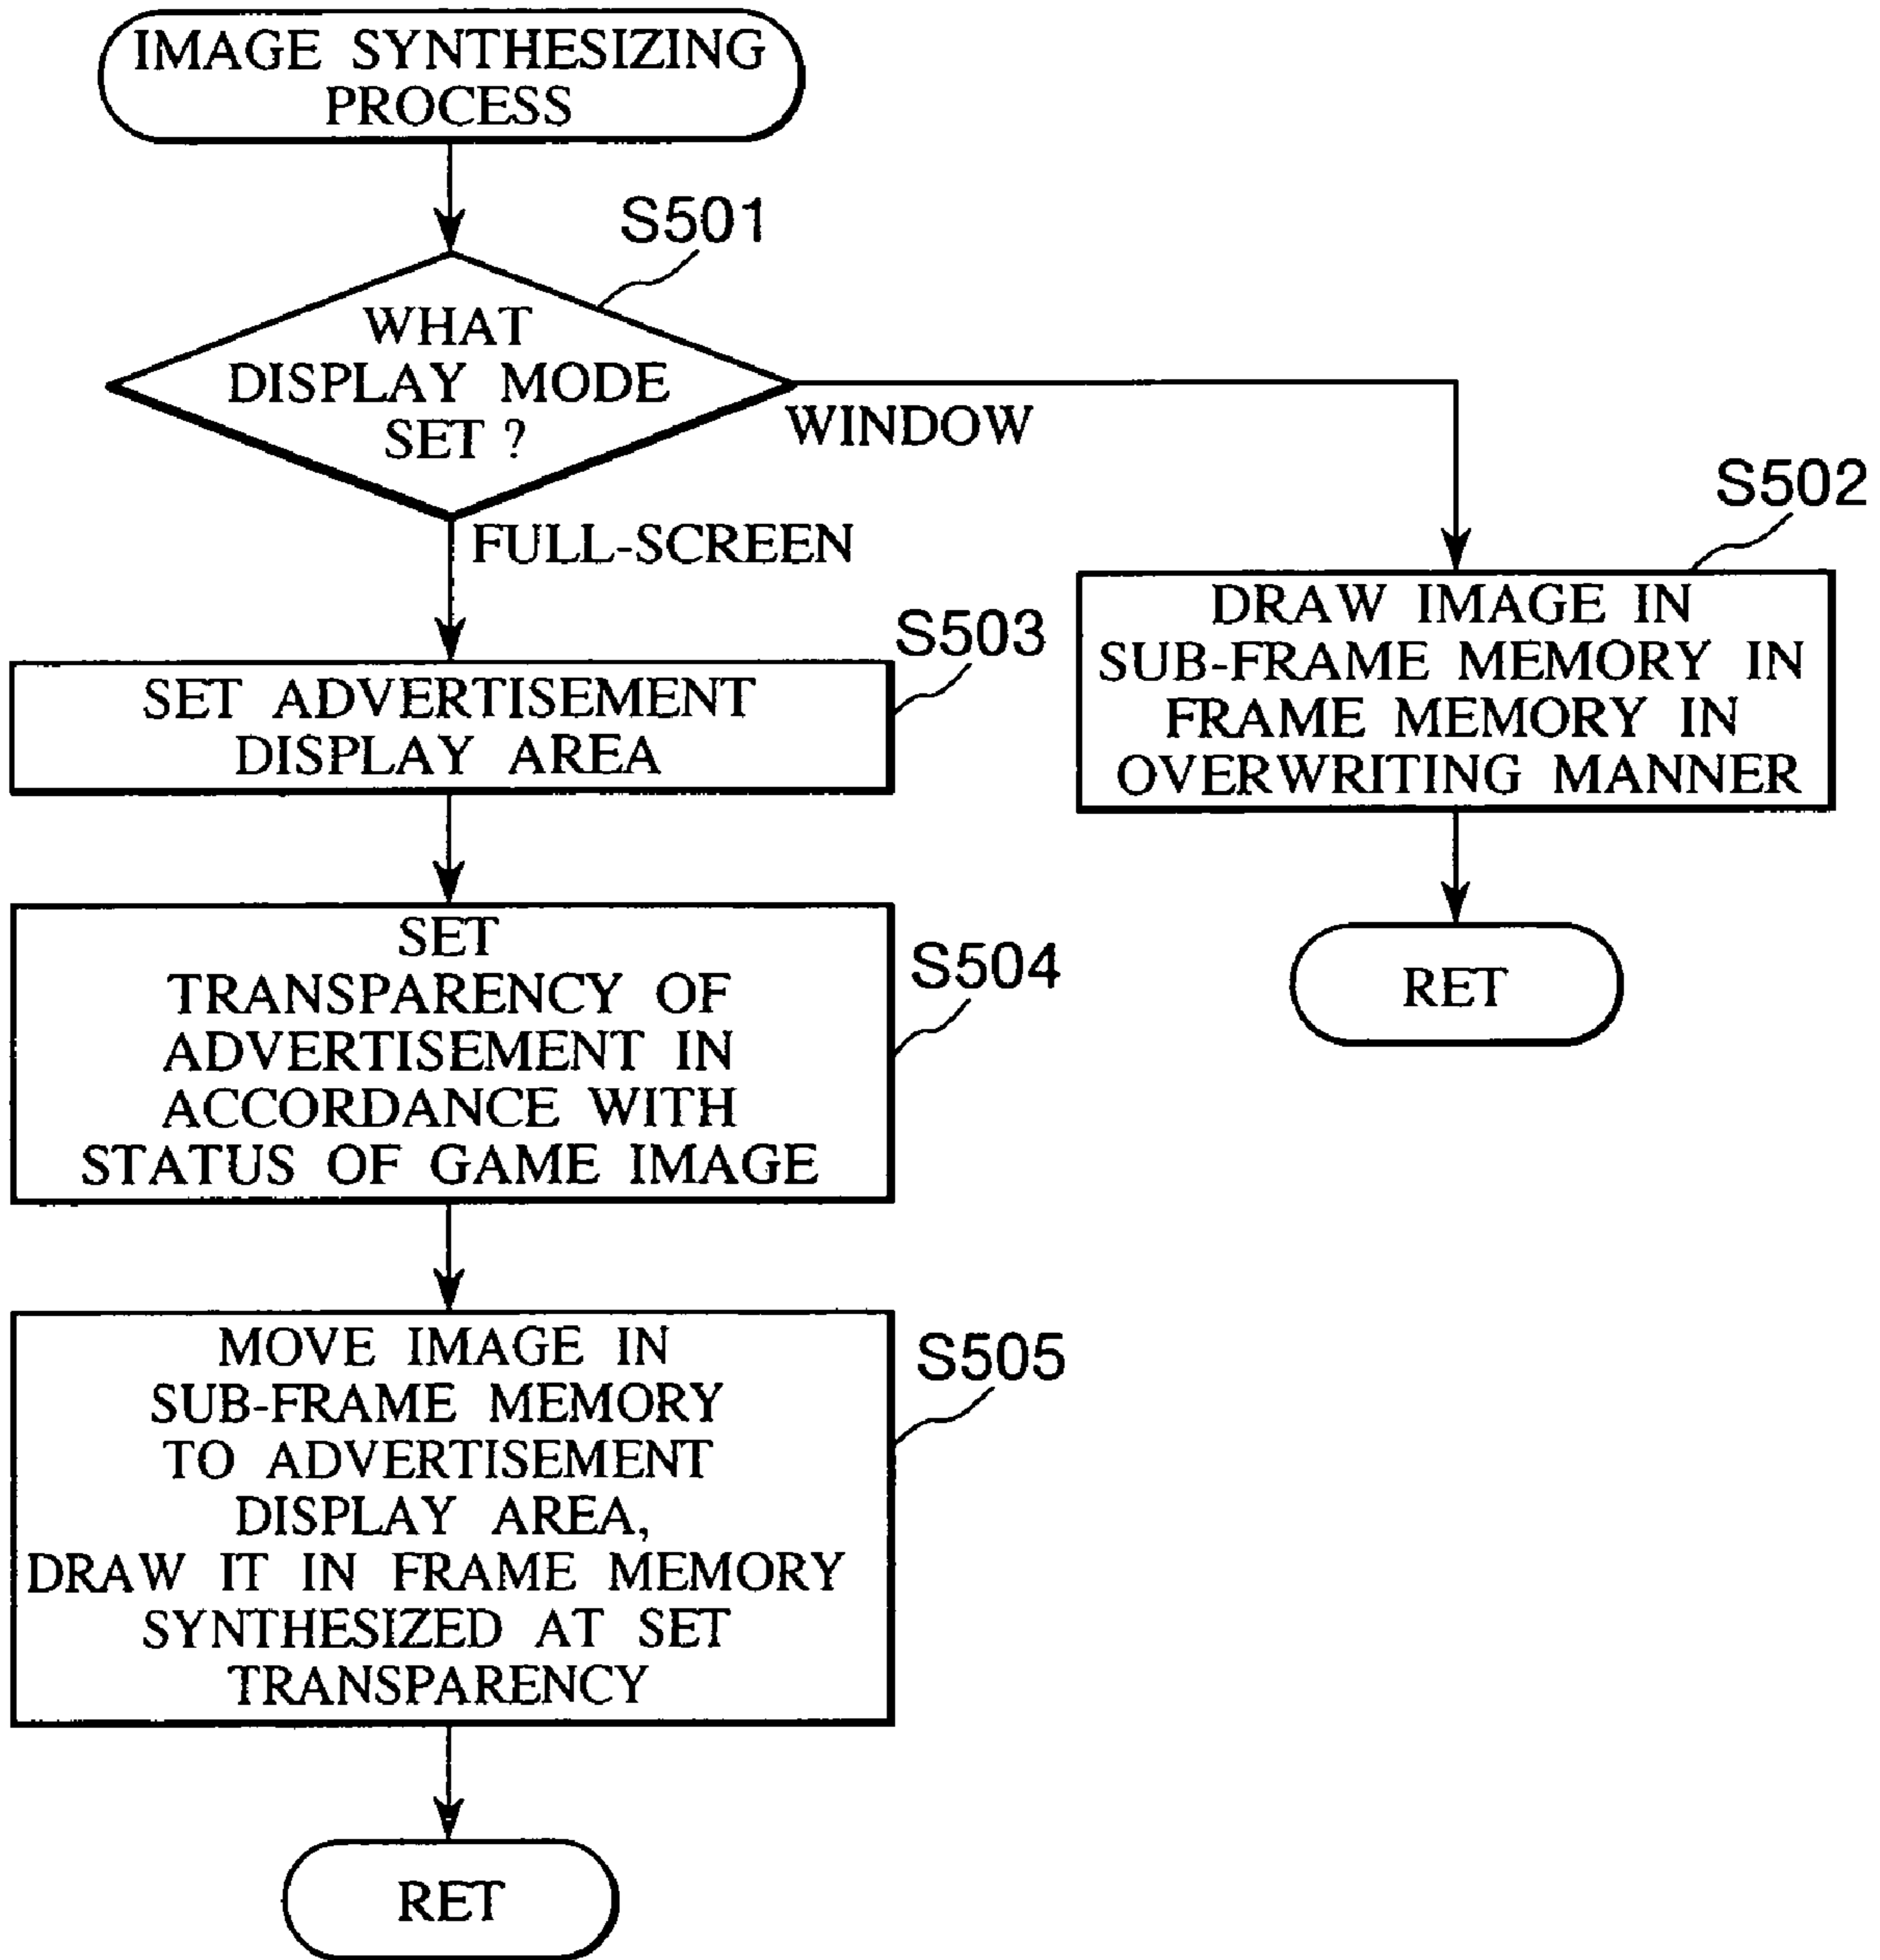 IMAGE SYNTHESIZING
PROCESS
S501
WHAT
DISPLAY MODE
SET ?
WINDOW
FULL-SCREEN
S502
DRAW IMAGE IN
SUB-FRAME MEMORY IN
FRAME MEMORY IN
OVERWRITING MANNER
RET
S503
SET ADVERTISEMENT
DISPLAY AREA
S504
SET
TRANSPARENCY OF
ADVERTISEMENT IN
ACCORDANCE WITH
STATUS OF GAME IMAGE
S505
MOVE IMAGE IN
SUB-FRAME MEMORY
TO ADVERTISEMENT
DISPLAY AREA,
DRAW IT IN FRAME MEMORY
SYNTHESIZED AT SET
TRANSPARENCY
RET